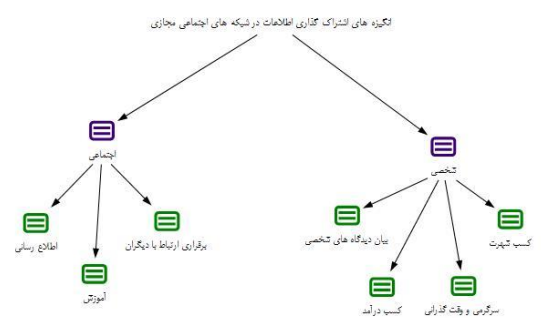 انگیزه های اشتراک گذاری اطلاعات در شبکه های اجتماعی مجازی
شخصی
اجتماعی
کسب شهرت
سرگرمی و وقت گذرانی
کسب درآمد
بیان دیدگاه های شخصی
برقراری ارتباط با دیگران
آموزش
اطلاع رسانی